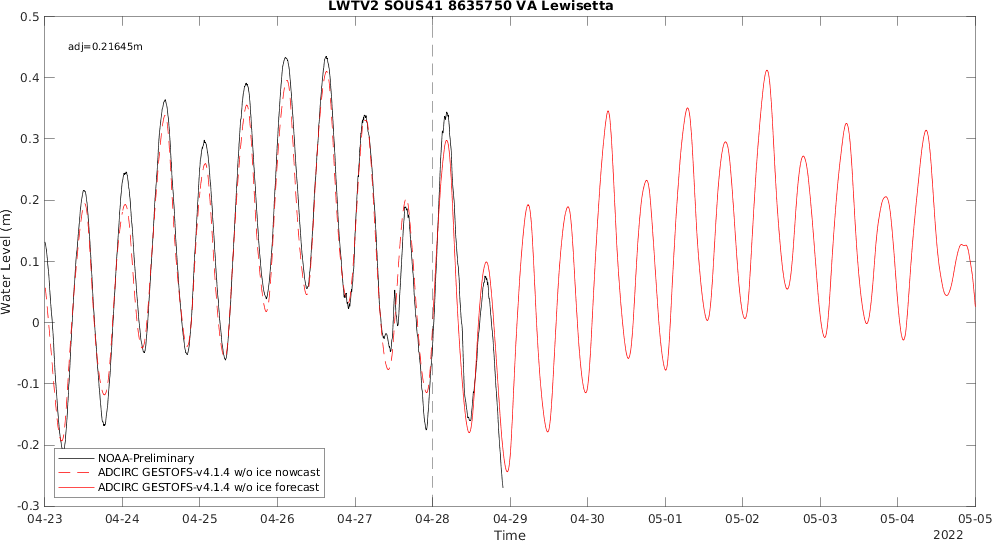 LWTV2 SOUS41 8635750 VA Lewisetta
adj=0.21645m
Water Level (m)
0.5
0.4
0.3
0.2
0.1
0
-0.1
-0.2
-0.3
NOAA-Preliminary
ADCIRC GESTOFS-v4.1.4 w/o ice nowcast
ADCIRC GESTOFS-v4.1.4 w/o ice forecast
04-23 04-24 04-25 04-26 04-27 04-28 04-29 04-30 05-01 05-02 05-03 05-04 05-05
Time
2022